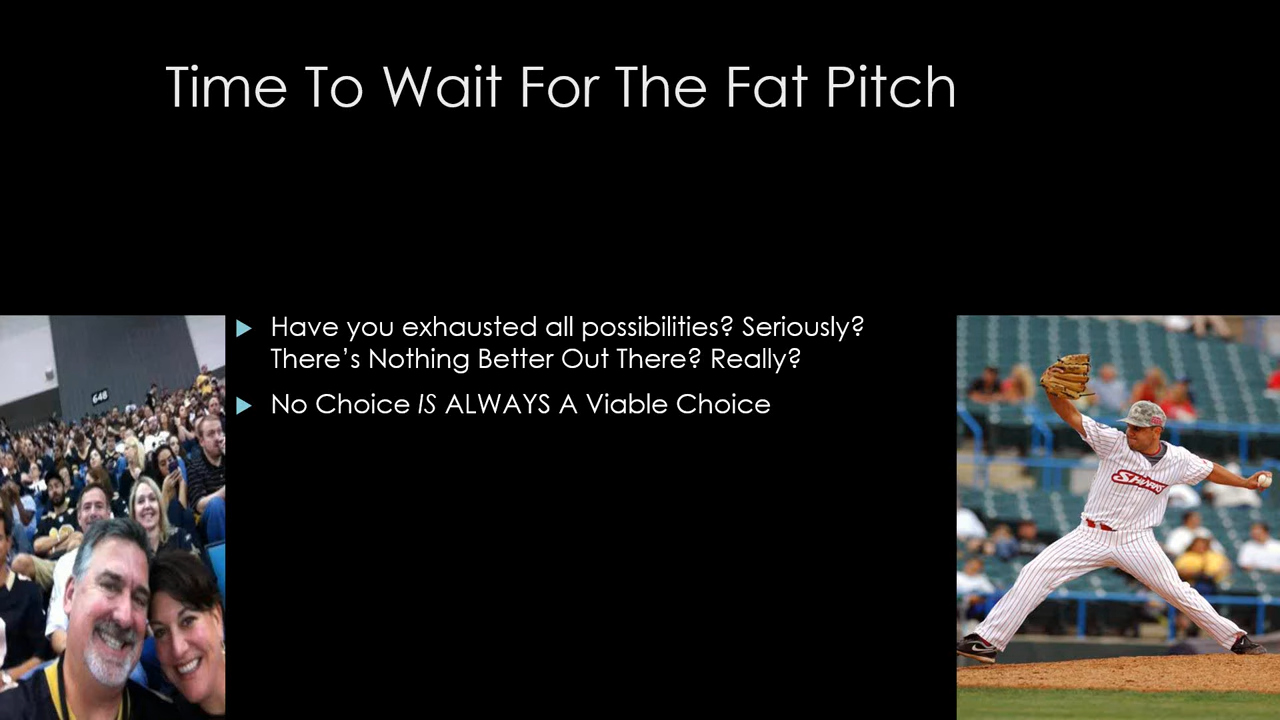 Time To Wait For The Fat Pitch
Have you exhausted all possibilities? Seriously?
There’s Nothing Better Out There? Really?
No Choice IS ALWAYS A Viable Choice
648